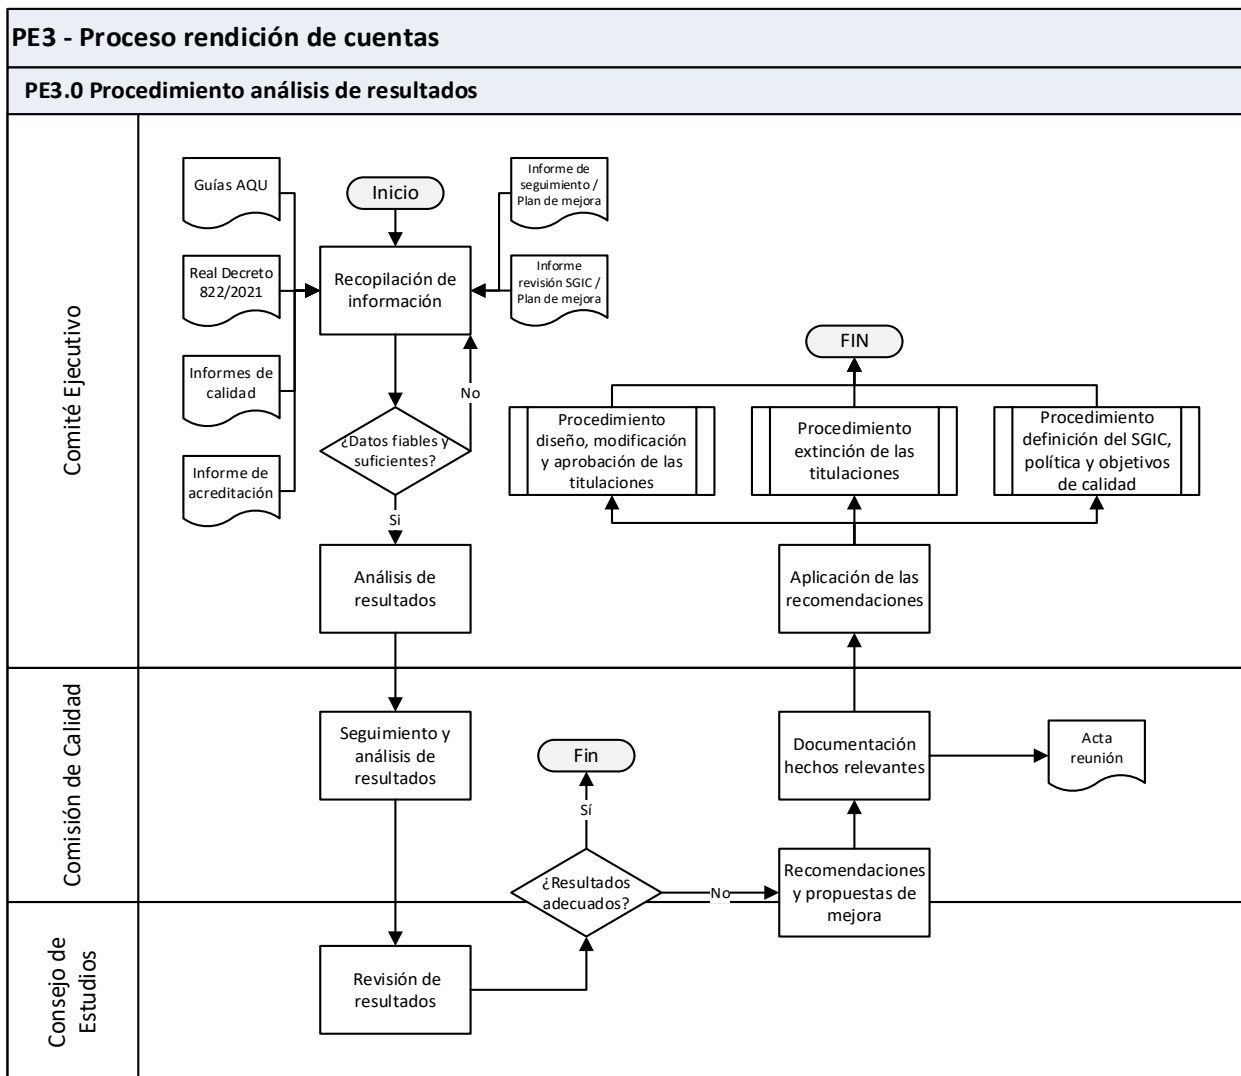 PE3 - Proceso rendición de cuentas
PE3.0 Procedimiento análisis de resultados
Comité Ejecutivo
Guías AQU
Real Decreto
822/2021
Informes de
calidad
Informe de
acreditación
Inicio
Recopilación de
información
Informe de
seguimiento /
Plan de mejora
Informe
revisión SGIC /
Plan de mejora
No
¿Datos fiables y
suficientes?
Si
Análisis de
resultados
FIN
Procedimiento
diseño, modificación
y aprobación de las
titulaciones
Procedimiento
extinción de las
titulaciones
Procedimiento
definición del SGIC,
política y objetivos
de calidad
Aplicación de las
recomendaciones
Comisión de Calidad
Seguimiento y
análisis de
resultados
Fin
Sí
¿Resultados
adecuados?
No
Documentación
hechos relevantes
Acta
reunión
Recomendaciones
y propuestas de
mejora
Consejo de
Estudios
Revisión de
resultados